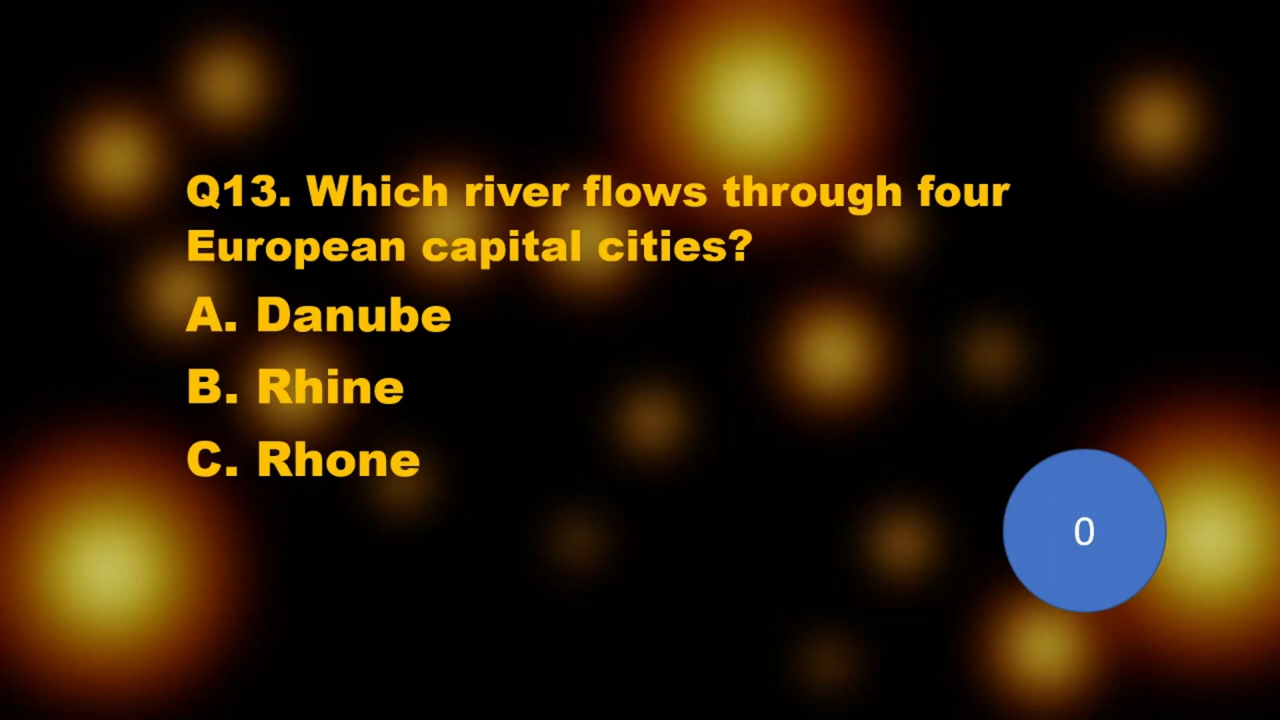 Q13. Which river flows through four
European capital cities?
A. Danube
B. Rhine
C. Rhone
0